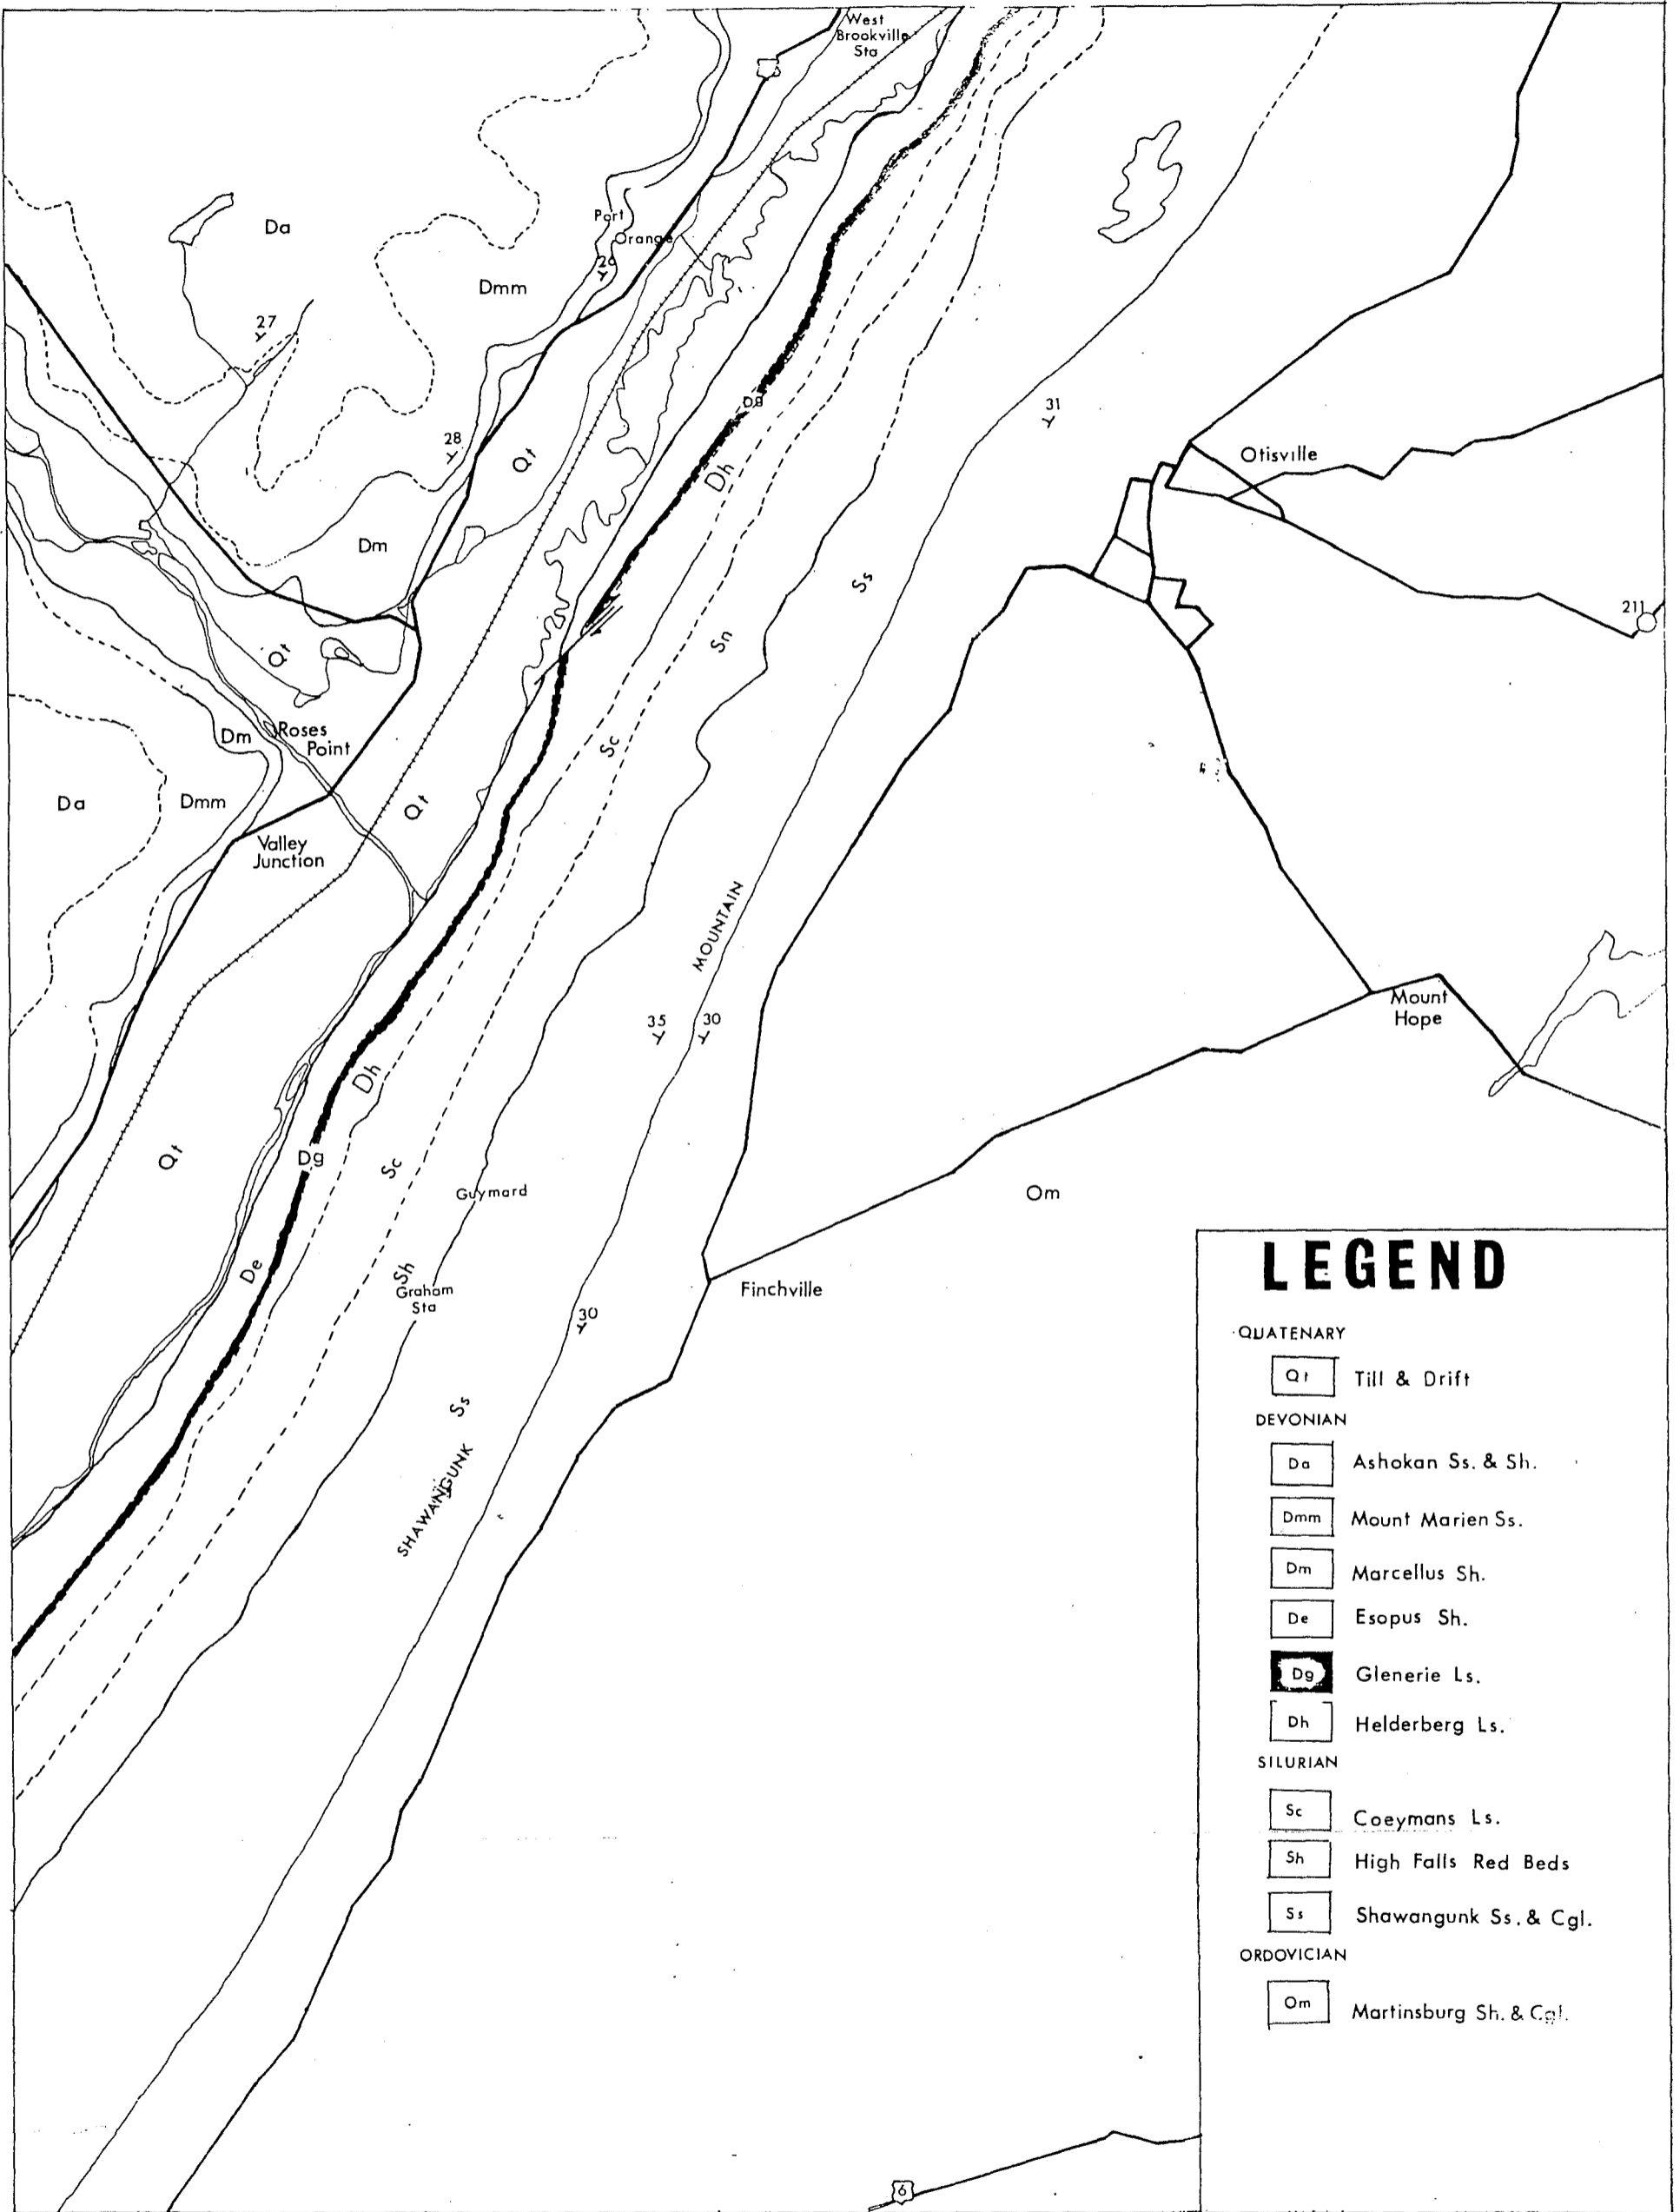 West
Brookville
Sta
Da
Port
Orange
26
Dmm
27
Dg
31
28
Qt
Dh
Otisville
Dm
Ss
211
Qt
Sn
Dm
Roses
Point
Sc
Da
Dmm
Qt
Valley
Junction
MOUNTAIN
Mount
Hope
35
30
Dh
Qt
Dg
Sc
Guymard
Om
De
Sh
Graham
Sta
Finchville
30
Ss
SHAWANGUNK
6
LEGEND
QUATENARY
Qt Till & Drift
DEVONIAN
Da Ashokan Ss. & Sh.
Dmm Mount Marien Ss.
Dm Marcellus Sh.
De Esopus Sh.
Dg Glenerie Ls.
Dh Helderberg Ls.
SILURIAN
Sc Coeymans Ls.
Sh High Falls Red Beds
Ss Shawangunk Ss. & Cgl.
ORDOVICIAN
Om Martinsburg Sh. & Cgl.